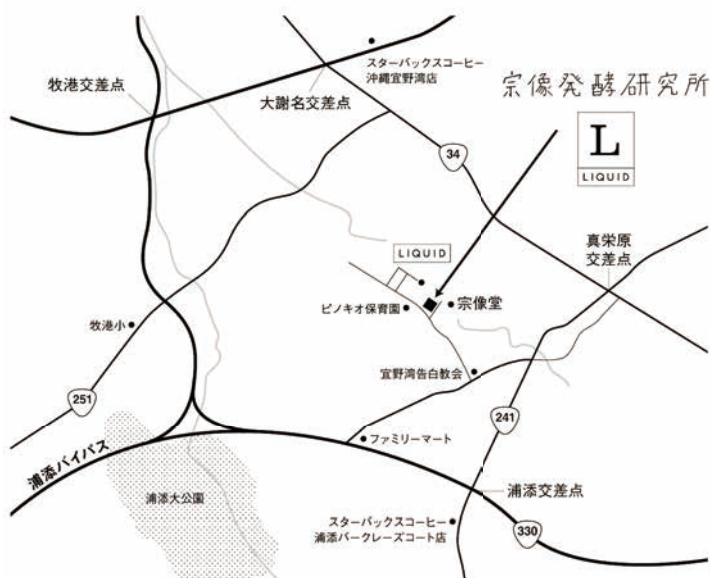 スターバックスコーヒー
沖縄宜野湾店
牧港交差点
大謝名交差点
宗像発酵研究所
L
LIQUID
34
真栄原
交差点
LIQUID
ピノキオ保育園
宗像堂
牧港小
宜野湾告白教会
251
241
ファミリーマート
浦添バイパス
浦添大公園
浦添交差点
スターバックスコーヒー
浦添バークレーズコート店
330